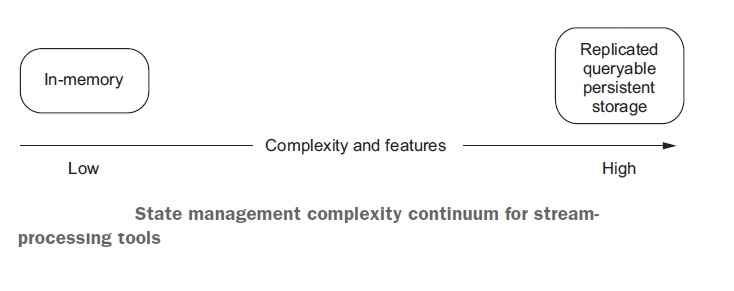 In-memory
Replicated
queryable
persistent
storage
Complexity and features
Low
High
State management complexity continuum for stream-
processing tools